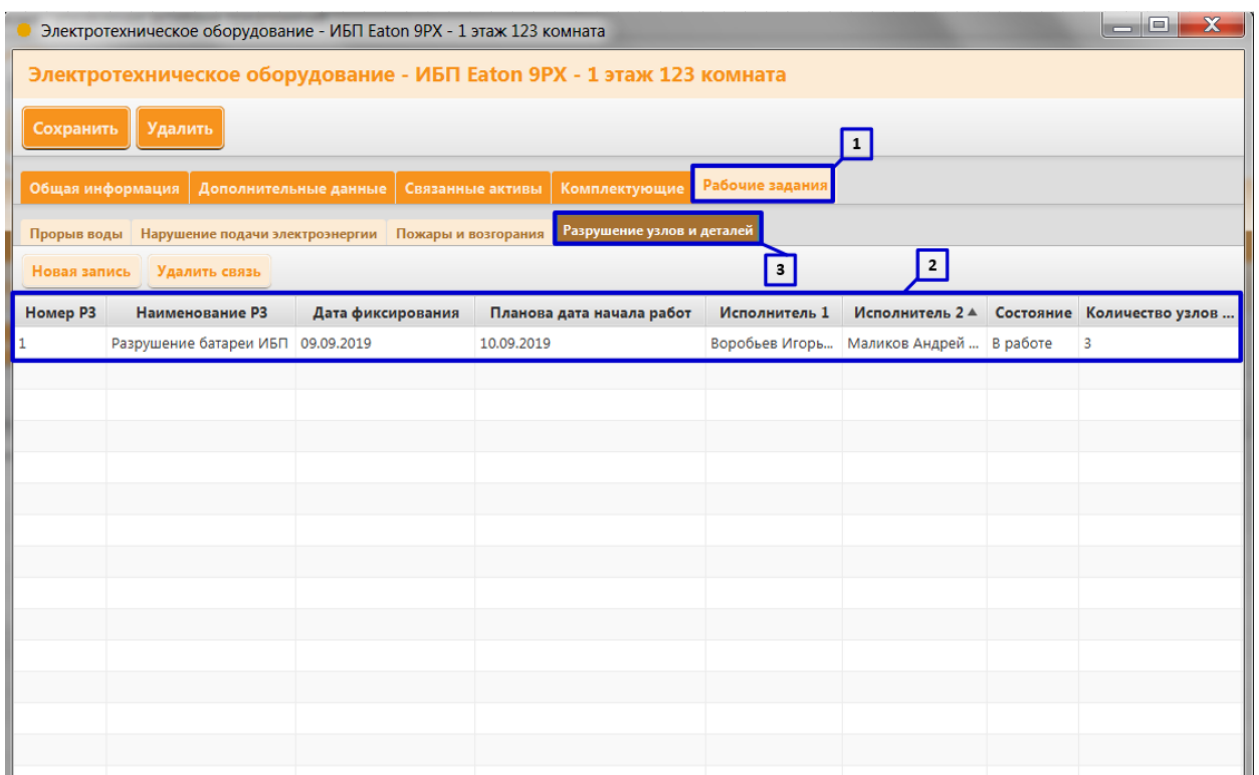 Электротехническое оборудование - ИБП Eaton 9PX - 1 этаж 123 комната
Электротехническое оборудование - ИБП Eaton 9PX - 1 этаж 123 комната
Сохранить Удалить
1
Общая информация Дополнительные данные Связанные активы Комплектующие Рабочие задания
Прорыв воды Нарушение подачи электроэнергии Пожары и возгорания Разрушение узлов и деталей
Новая запись Удалить связь 3 2
Номер РЗ Наименование РЗ Дата фиксирования Планова дата начала работ Исполнитель 1 Исполнитель 2 Состояние Количество узлов ...
1 Разрушение батареи ИБП 09.09.2019 10.09.2019 Воробьев Игорь... Маликов Андрей ... В работе 3